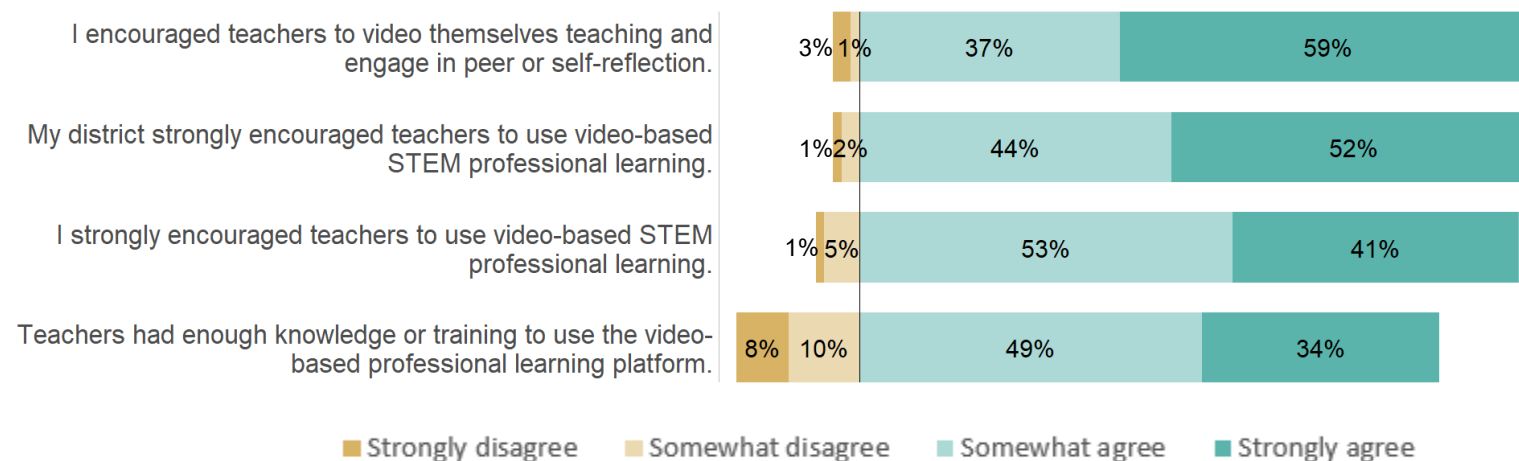 I encouraged teachers to video themselves teaching and
engage in peer or self-reflection.
3% 1% 37% 59%
My district strongly encouraged teachers to use video-based
STEM professional learning.
1% 2% 44% 52%
I strongly encouraged teachers to use video-based STEM
professional learning.
1% 5% 53% 41%
Teachers had enough knowledge or training to use the video-
based professional learning platform.
8% 10% 49% 34%
Strongly disagree Somewhat disagree Somewhat agree Strongly agree